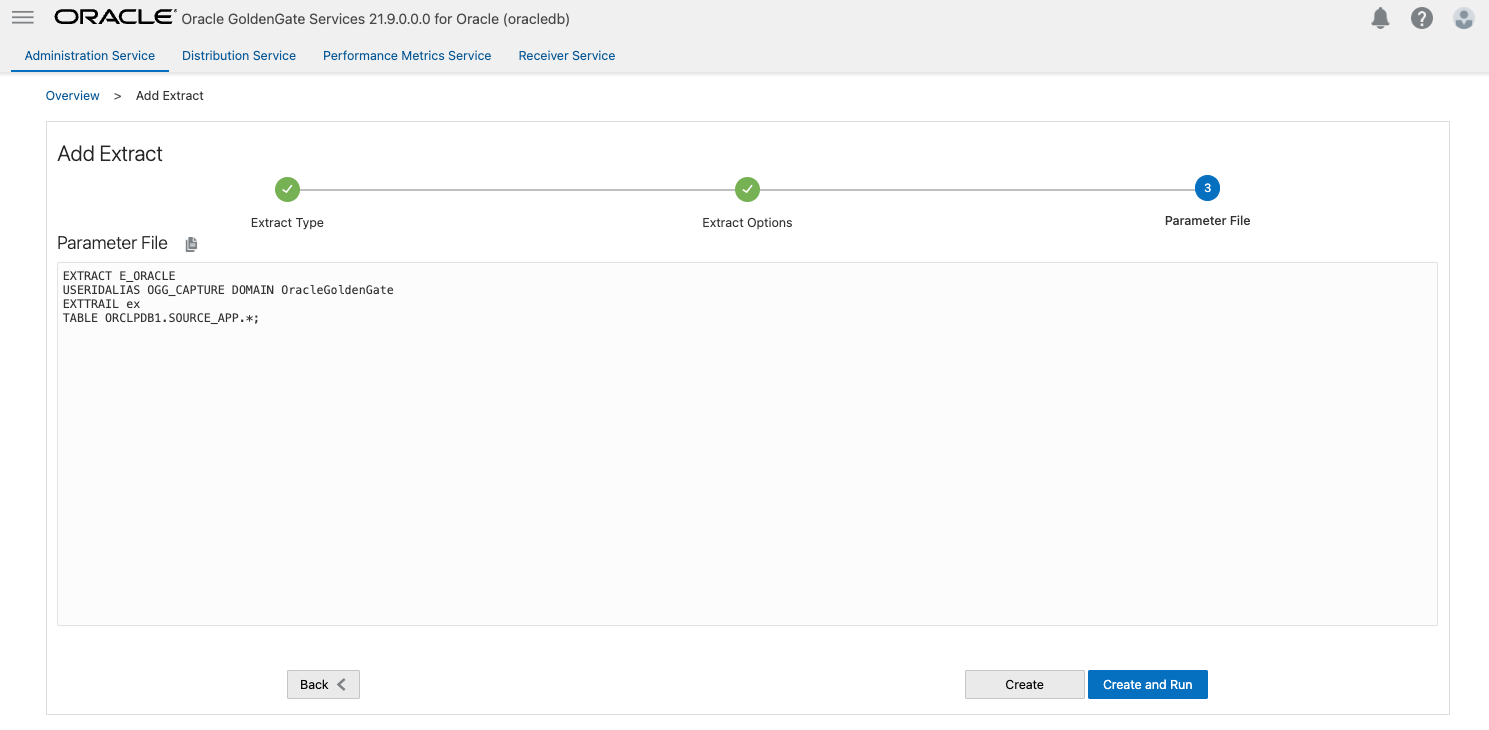 ORACLE Oracle GoldenGate Services 21.9.0.0.0 for Oracle (oracledb)
Administration Service Distribution Service Performance Metrics Service Receiver Service
Overview > Add Extract
Add Extract
3
Extract Type Extract Options Parameter File
Parameter File
EXTRACT E_ORACLE
USERIDALIAS OGG_CAPTURE DOMAIN OracleGoldenGate
EXTTRAIL ex
TABLE ORCLPDB1.SOURCE_APP.*;
Back Create Create and Run